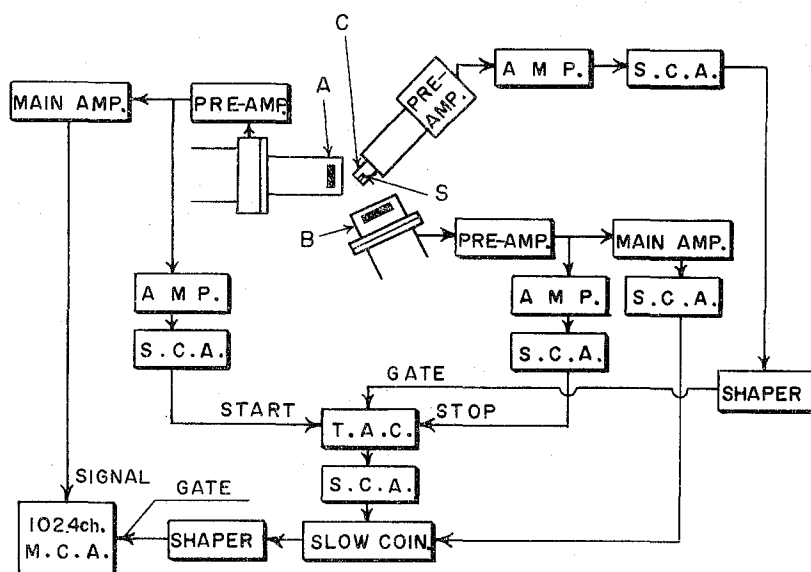 C
A M P.
S.C.A.
MAIN AMP.
PRE-AMP.
A
PRE-
AMP.
S
B
PRE-AMP.
MAIN AMP.
A M P.
A M P.
S.C.A.
S.C.A.
S.C.A.
GATE
SHAPER
START
T.A.C.
STOP
SIGNAL
GATE
S.C.A.
1024ch.
M.C.A.
SHAPER
SLOW COIN.